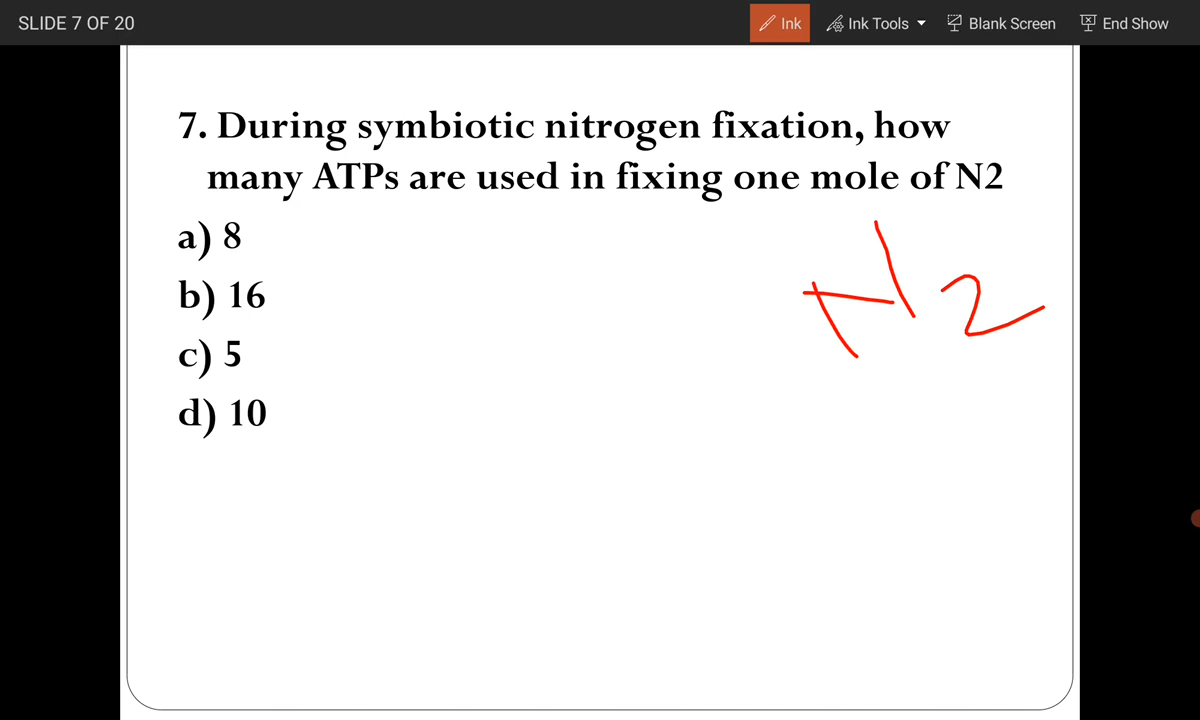 SLIDE 7 OF 20
Ink Ink Tools Blank Screen End Show
7. During symbiotic nitrogen fixation, how
many ATPs are used in fixing one mole of N2
a) 8
b) 16
N2
c) 5
d) 10